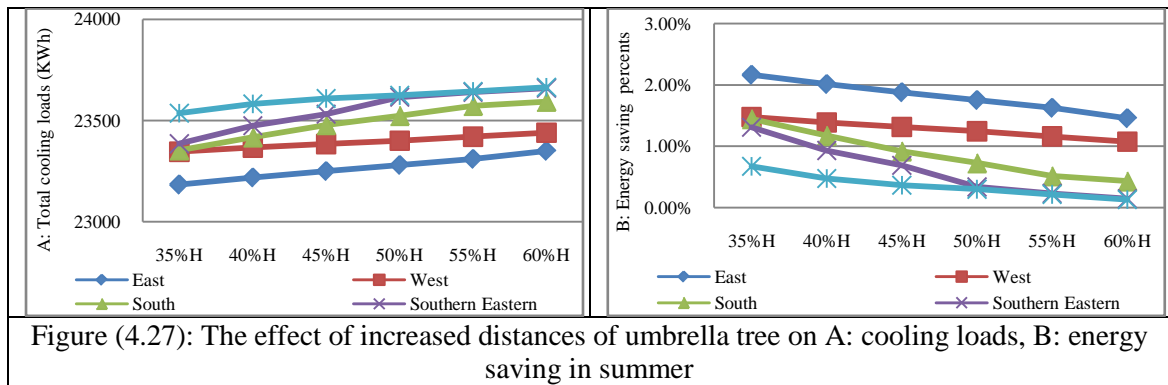 A: Total cooling loads (KWh)
24000
23500
23000
35%H 40%H 45%H 50%H 55%H 60%H
East West
South Southern Eastern
B: Energy saving percents
3.00%
2.00%
1.00%
0.00%
35%H 40%H 45%H 50%H 55%H 60%H
East West
South Southern Eastern
Figure (4.27): The effect of increased distances of umbrella tree on A: cooling loads, B: energy
saving in summer